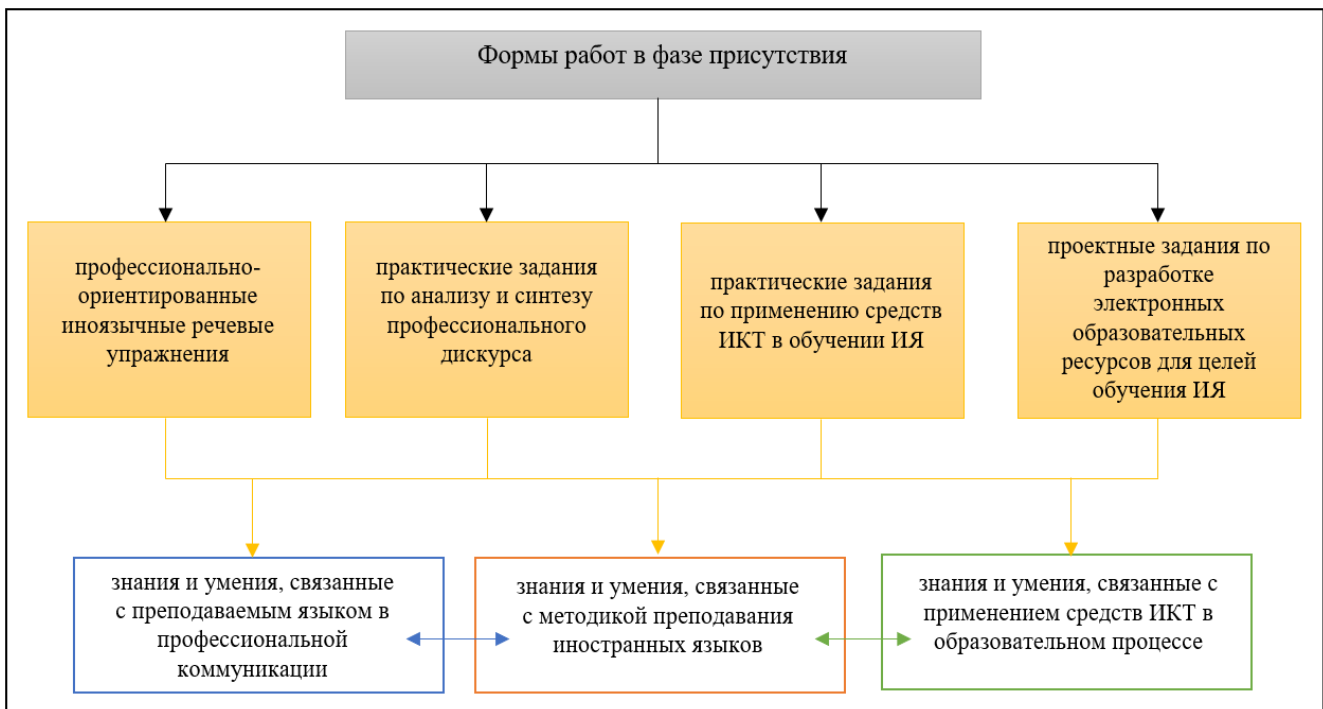 Формы работ в фазе присутствия
профессионально-
ориентированные
иноязычные речевые
упражнения
практические задания
по анализу и синтезу
профессионального
дискурса
практические задания
по применению средств
ИКТ в обучении ИЯ
проектные задания по
разработке
электронных
образовательных
ресурсов для целей
обучения ИЯ
знания и умения, связанные
с преподаваемым языком в
профессиональной
коммуникации
знания и умения, связанные
с методикой преподавания
иностранных языков
знания и умения, связанные с
применением средств ИКТ в
образовательном процессе